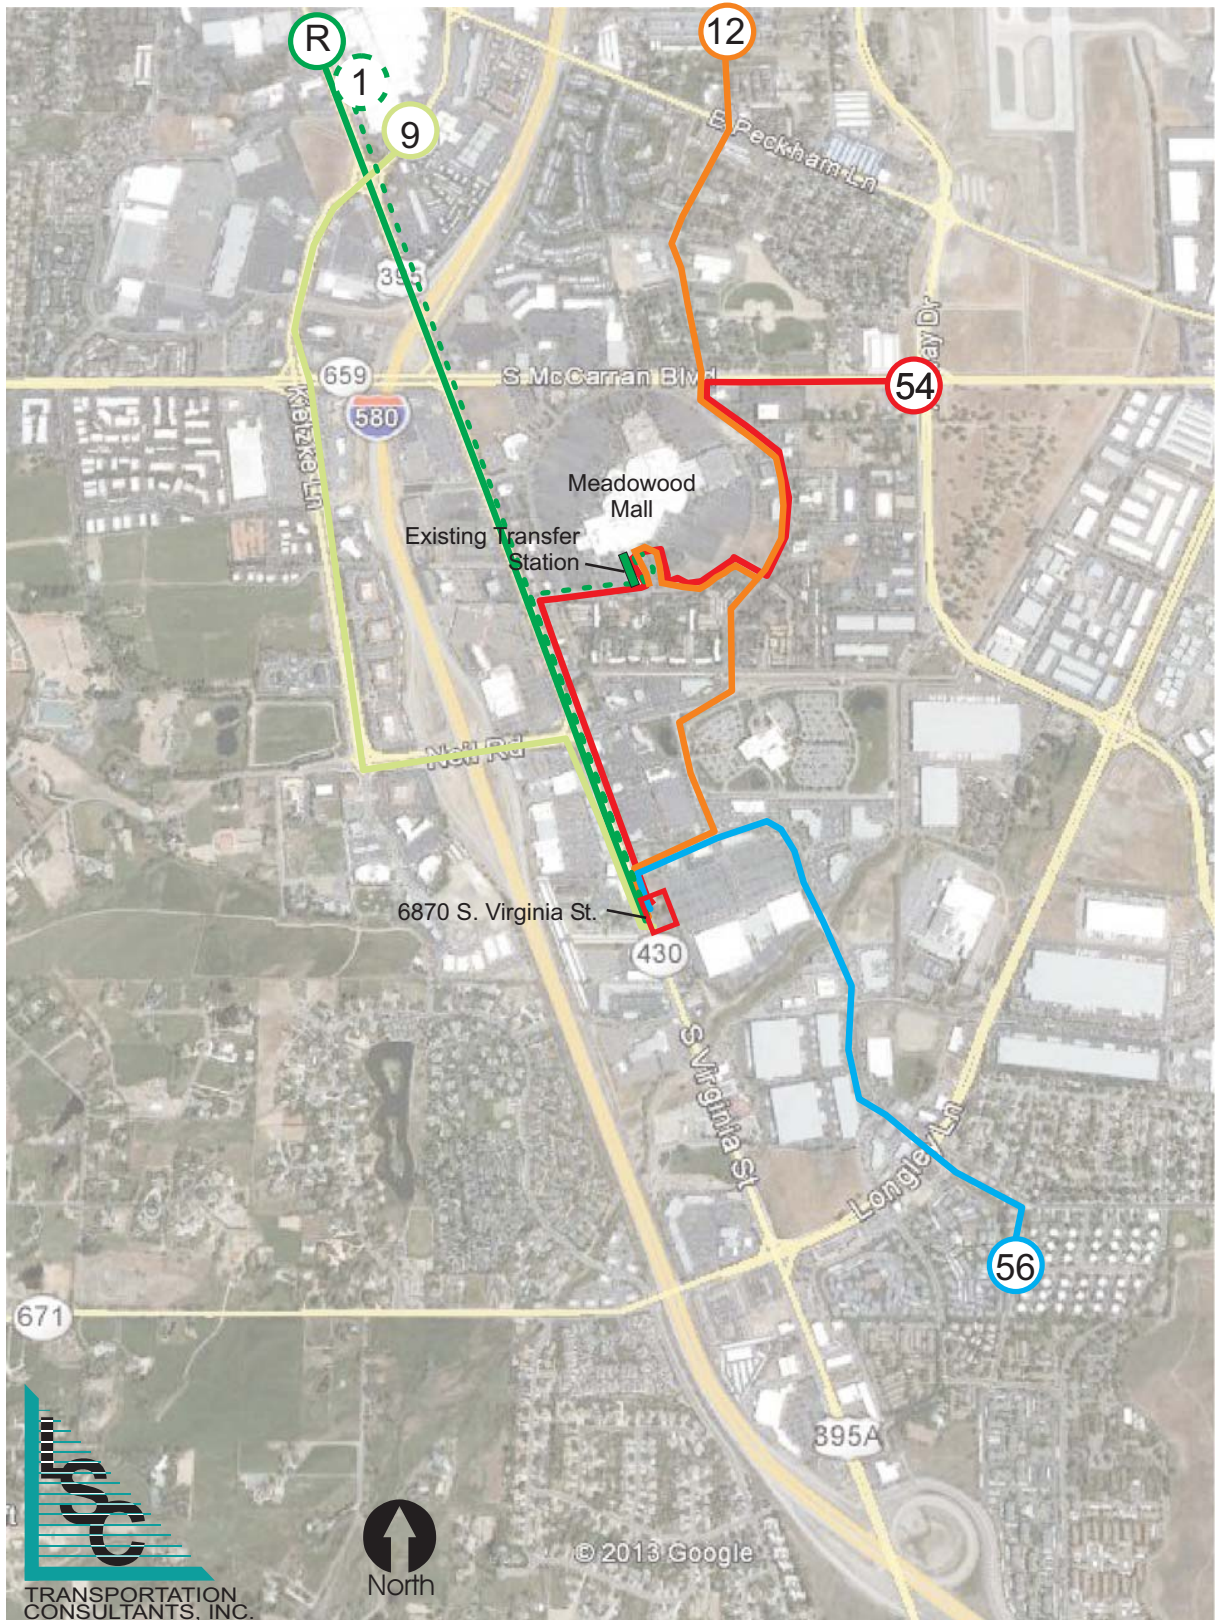 R
12
1
9
E Peckham Ln
395
659
S McCarran Blvd
54
580
Kietzke Ln
Meadowood
Mall
Existing Transfer
Station
Neil Rd
6870 S. Virginia St.
430
S Virginia St
Longley Ln
56
671
395A
LSC
© 2013 Google
North
TRANSPORTATION
CONSULTANTS, INC.